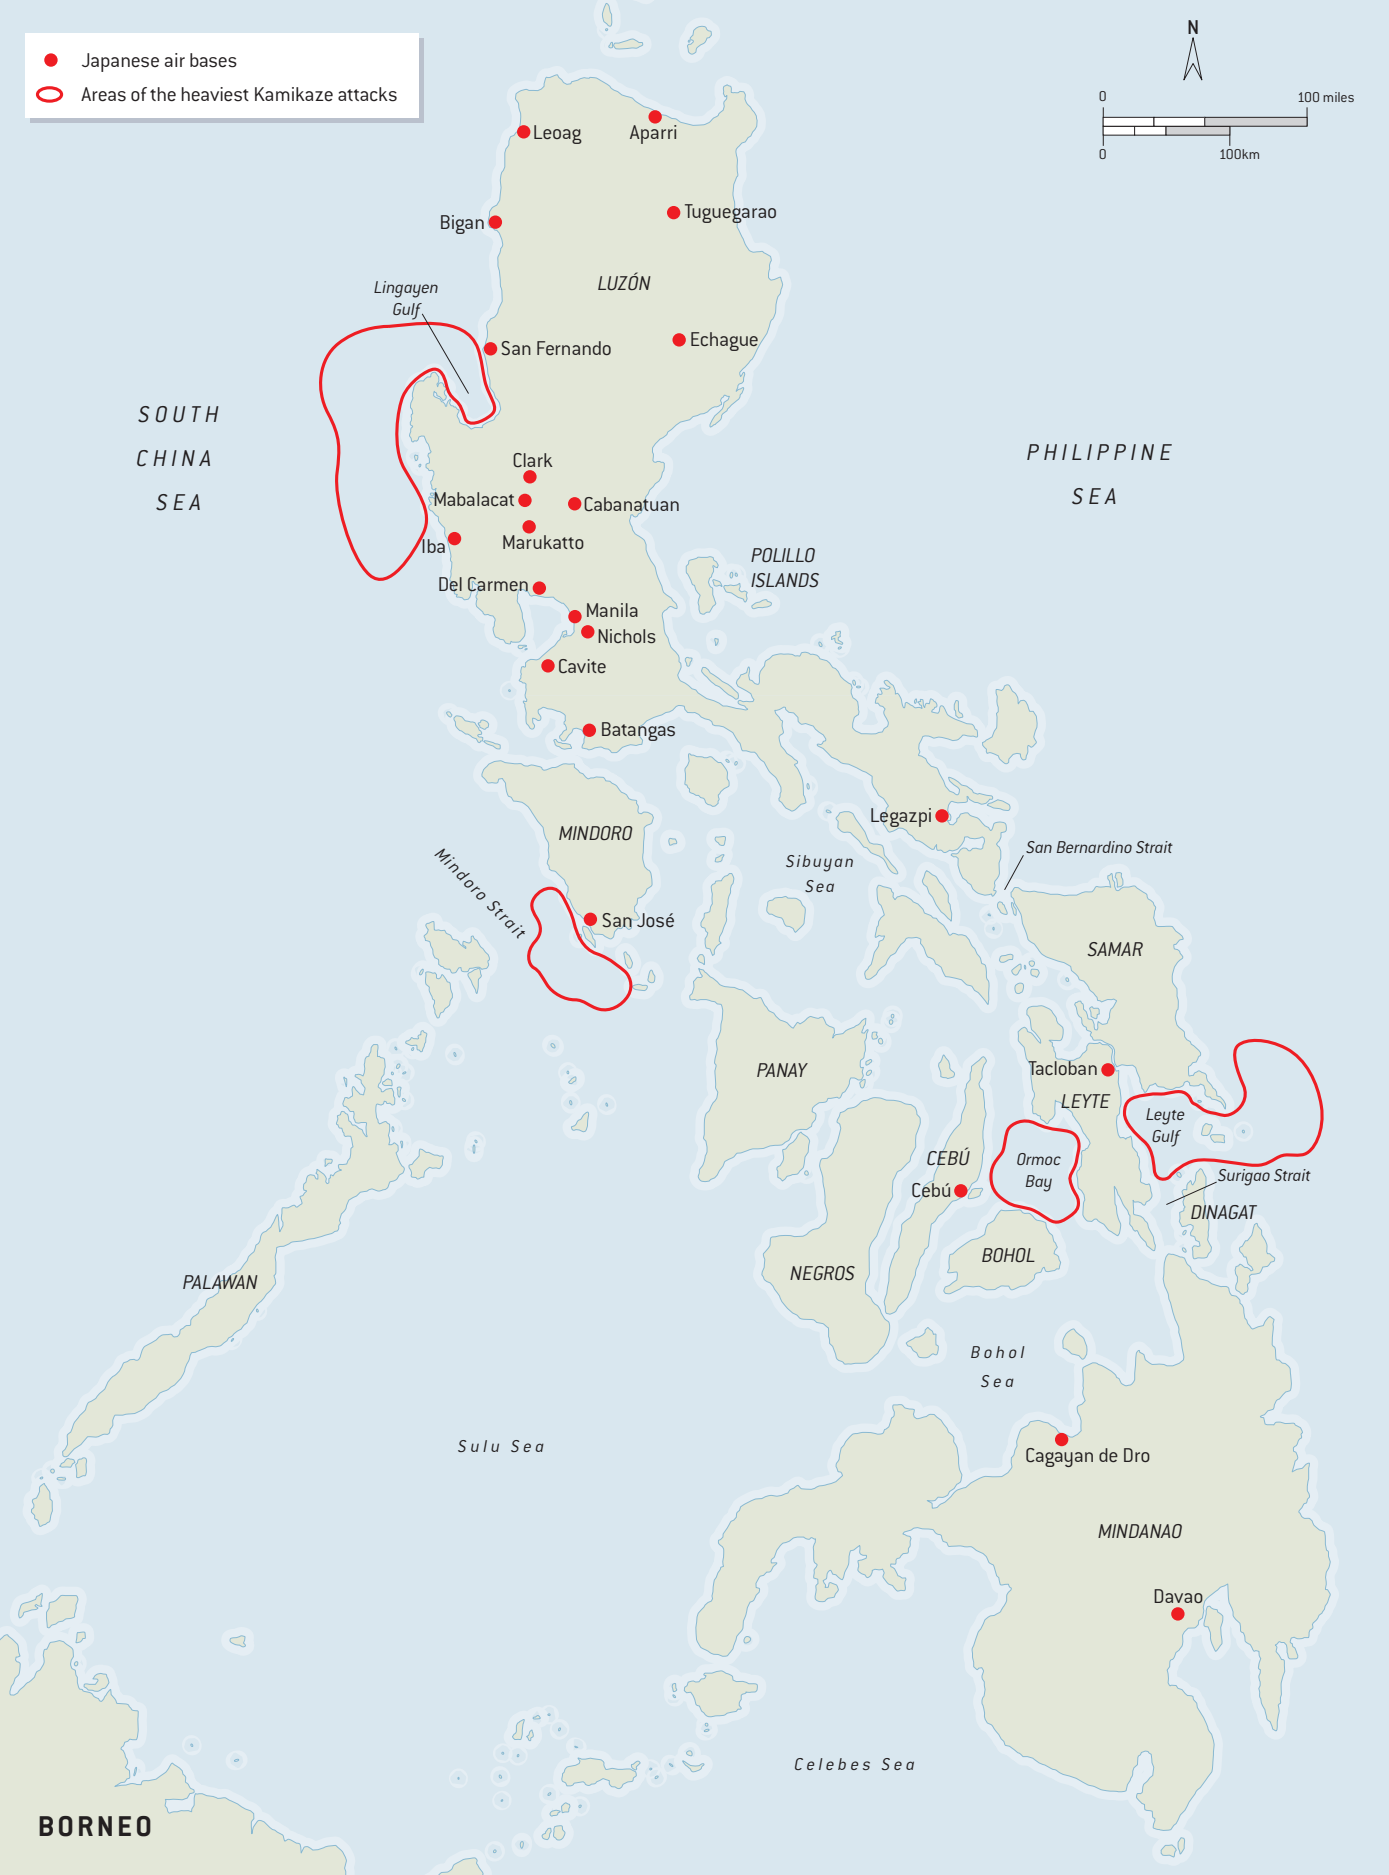 Japanese air bases
Areas of the heaviest Kamikaze attacks
N
0
100 miles
0
100km
Leoag
Aparri
Bigan
Tuguegarao
LUZÓN
Lingayen
Gulf
San Fernando
Echague
SOUTH
CHINA
SEA
PHILIPPINE
SEA
Clark
Mabalacat
Cabanatuan
Marukatto
Iba
POLILLO
ISLANDS
Del Carmen
Manila
Nichols
Cavite
Batangas
MINDORO
Legazpi
San Bernardino Strait
Sibuyan
Sea
Mindoro Strait
San José
SAMAR
PANAY
Tacloban
LEYTE
Leyte
Gulf
CEBÚ
Cebú
Ormoc
Bay
Surigao Strait
DINAGAT
BOHOL
NEGROS
PALAWAN
Bohol
Sea
Sulu Sea
Cagayan de Dro
MINDANAO
Davao
Celebes Sea
BORNEO